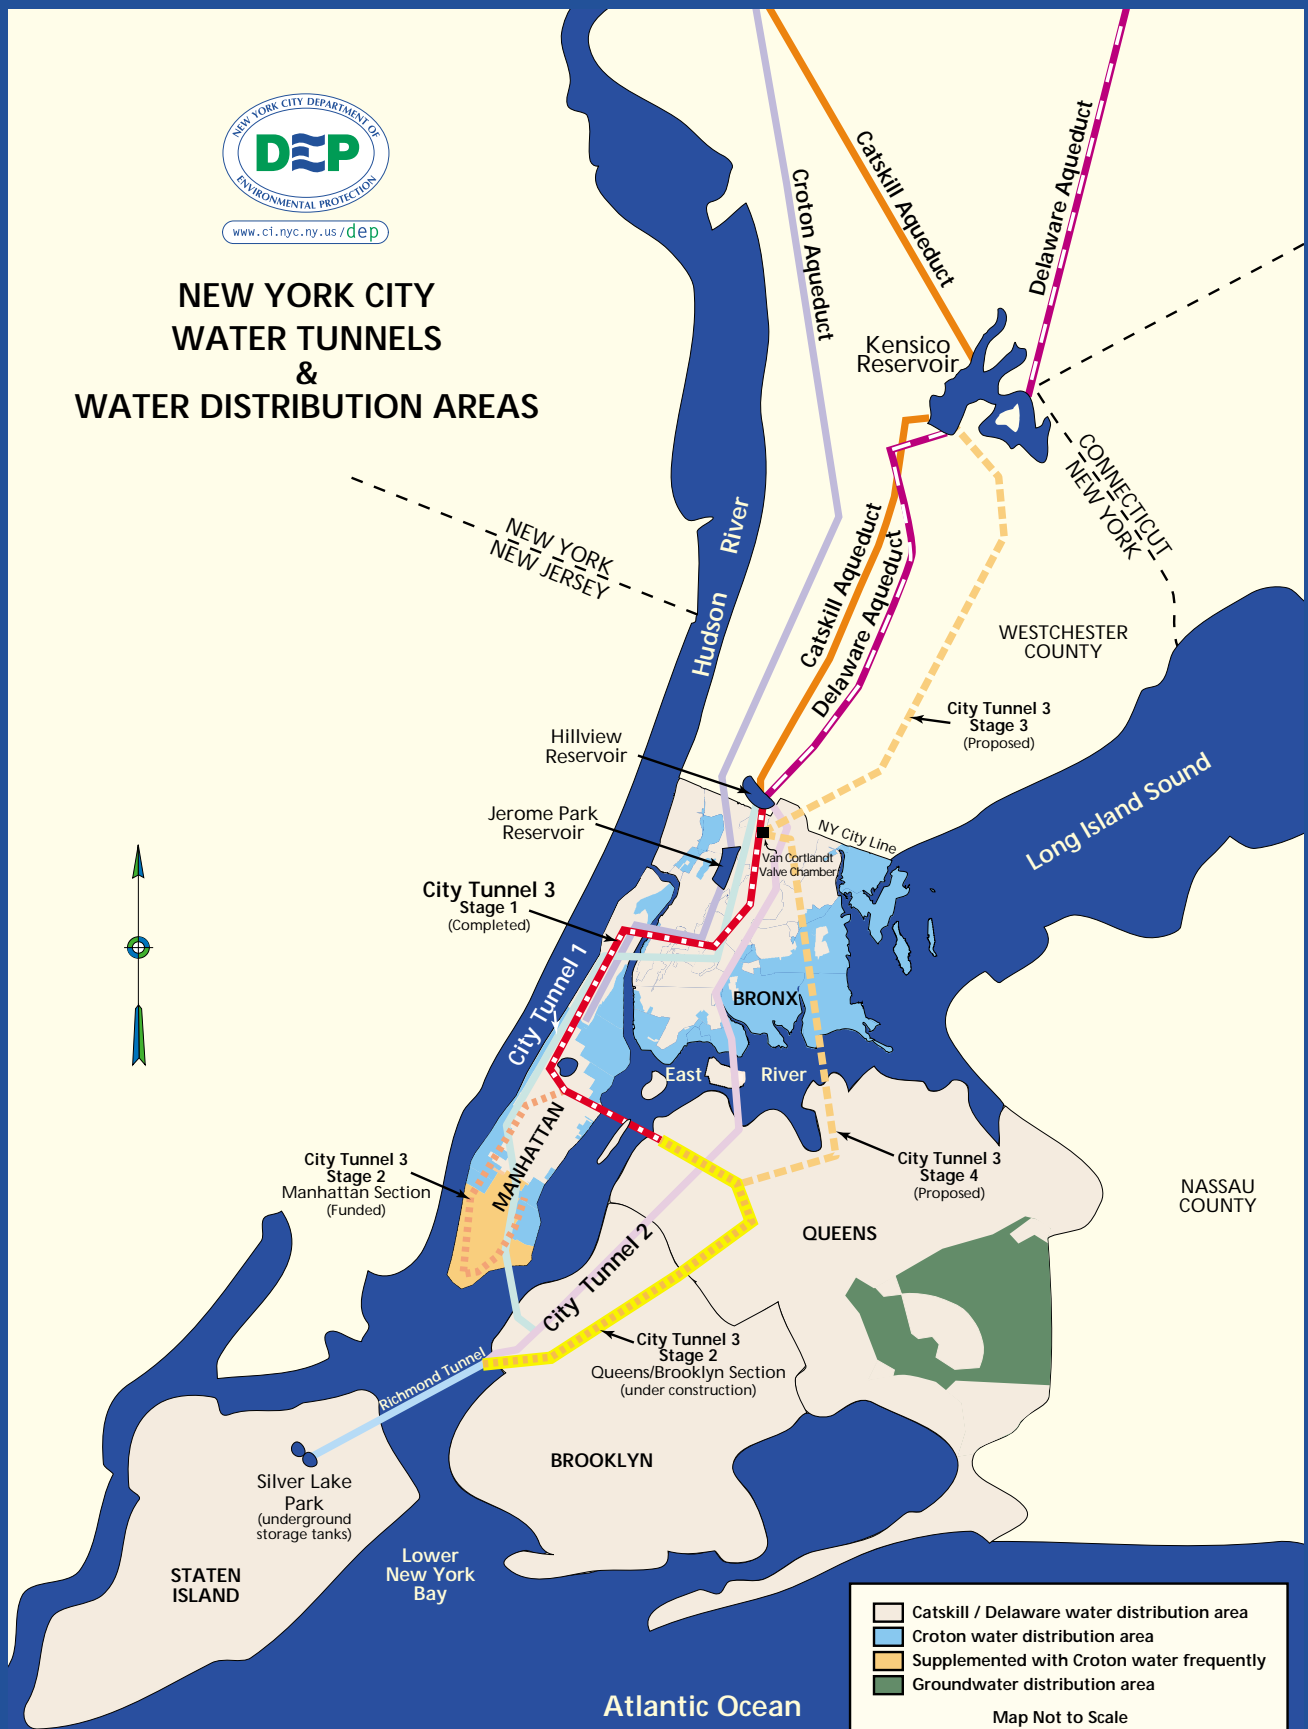 NEW YORK CITY DEPARTMENT OF
DEP
ENVIRONMENTAL PROTECTION
www.ci.nyc.ny.us/dep
NEW YORK CITY
WATER TUNNELS
&
WATER DISTRIBUTION AREAS
Croton Aqueduct
Catskill Aqueduct
Delaware Aqueduct
Kensico
Reservoir
CONNECTICUT
NEW YORK
NEW YORK
NEW JERSEY
Hudson River
Catskill Aqueduct
Delaware Aqueduct
WESTCHESTER
COUNTY
City Tunnel 3
Stage 3
(Proposed)
Hillview
Reservoir
Jerome Park
Reservoir
NY City Line
Van Cortlandt
Valve Chamber
Long Island Sound
City Tunnel 3
Stage 1
(Completed)
City Tunnel 1
BRONX
East River
MANHATTAN
City Tunnel 3
Stage 2
Manhattan Section
(Funded)
City Tunnel 3
Stage 4
(Proposed)
NASSAU
COUNTY
QUEENS
City Tunnel 2
City Tunnel 3
Stage 2
Queens/Brooklyn Section
(under construction)
Richmond Tunnel
BROOKLYN
Silver Lake
Park
(underground
storage tanks)
STATEN
ISLAND
Lower
New York
Bay
Atlantic Ocean
Catskill / Delaware water distribution area
Croton water distribution area
Supplemented with Croton water frequently
Groundwater distribution area
Map Not to Scale